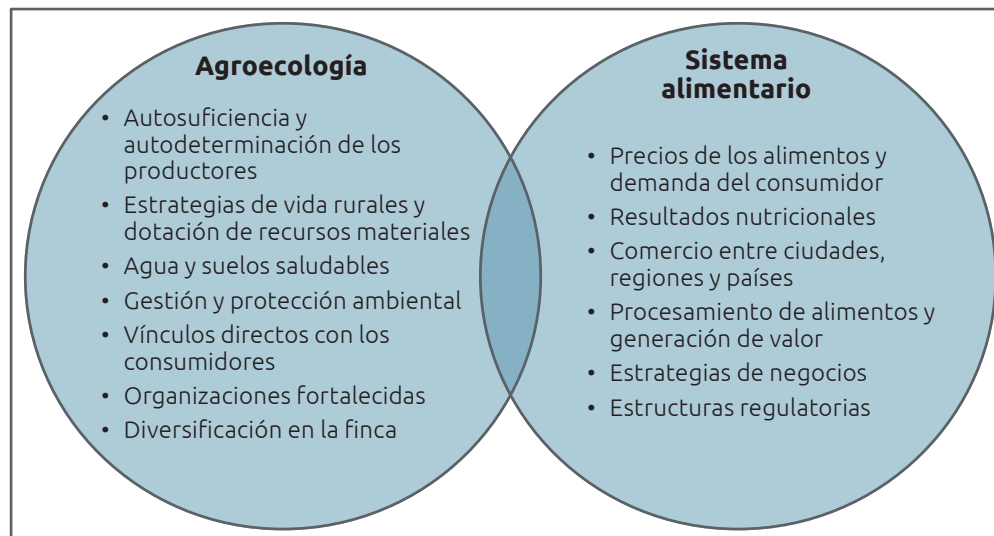 Agroecología
• Autosuficiencia y
autodeterminación de los
productores
• Estrategias de vida rurales y
dotación de recursos materiales
• Agua y suelos saludables
• Gestión y protección ambiental
• Vínculos directos con los
consumidores
• Organizaciones fortalecidas
• Diversificación en la finca
Sistema
alimentario
• Precios de los alimentos y
demanda del consumidor
• Resultados nutricionales
• Comercio entre ciudades,
regiones y países
• Procesamiento de alimentos y
generación de valor
• Estrategias de negocios
• Estructuras regulatorias